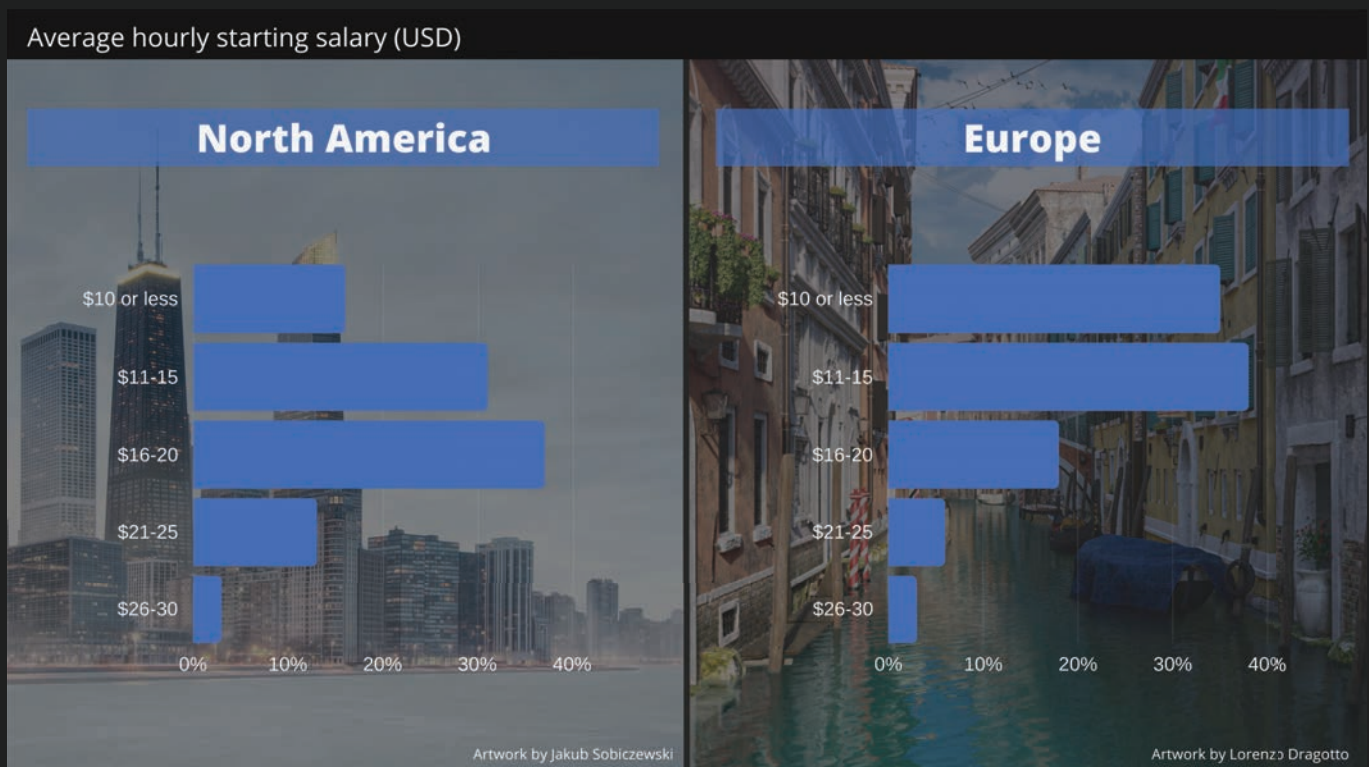 Average hourly starting salary (USD)
North America
$10 or less
$11-15
$16-20
$21-25
$26-30
0% 10% 20% 30% 40%
Artwork by Jakub Sobiczewski
Europe
$10 or less
$11-15
$16-20
$21-25
$26-30
0% 10% 20% 30% 40%
Artwork by Lorenzo Dragotto